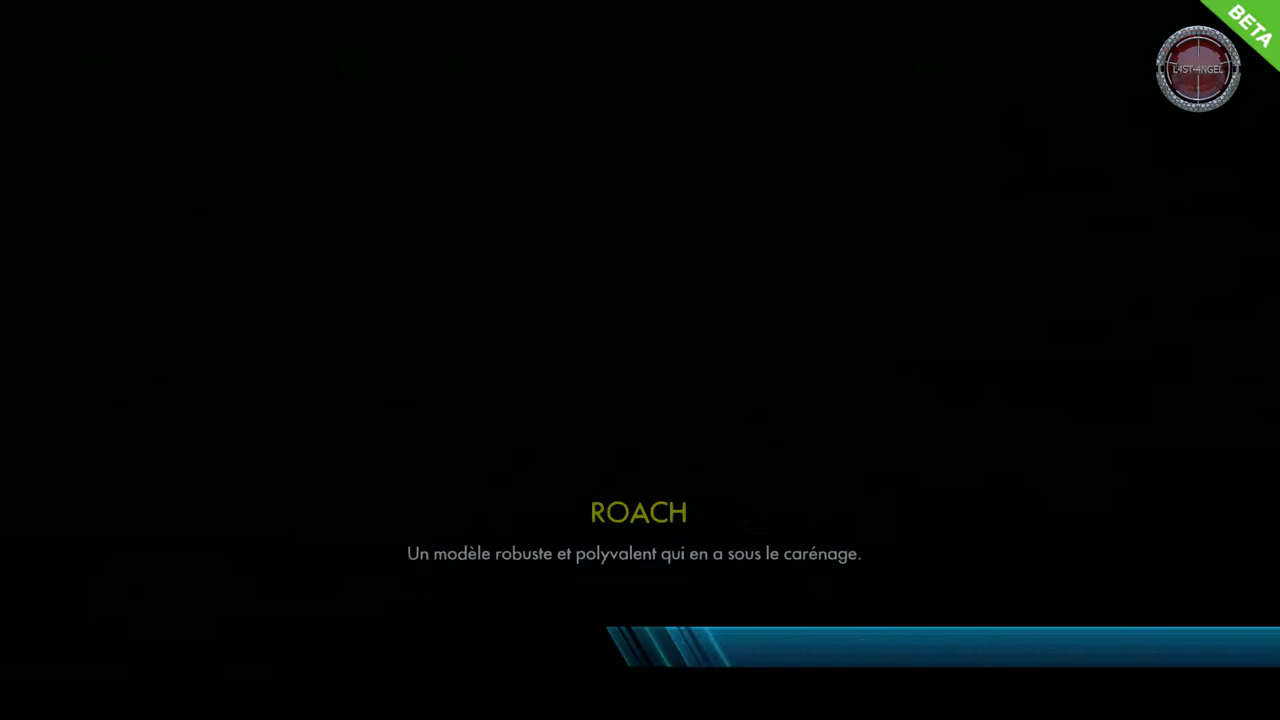 BETA
L4ST-4NGEL
ROACH
Un modèle robuste et polyvalent qui en a sous le carénage.